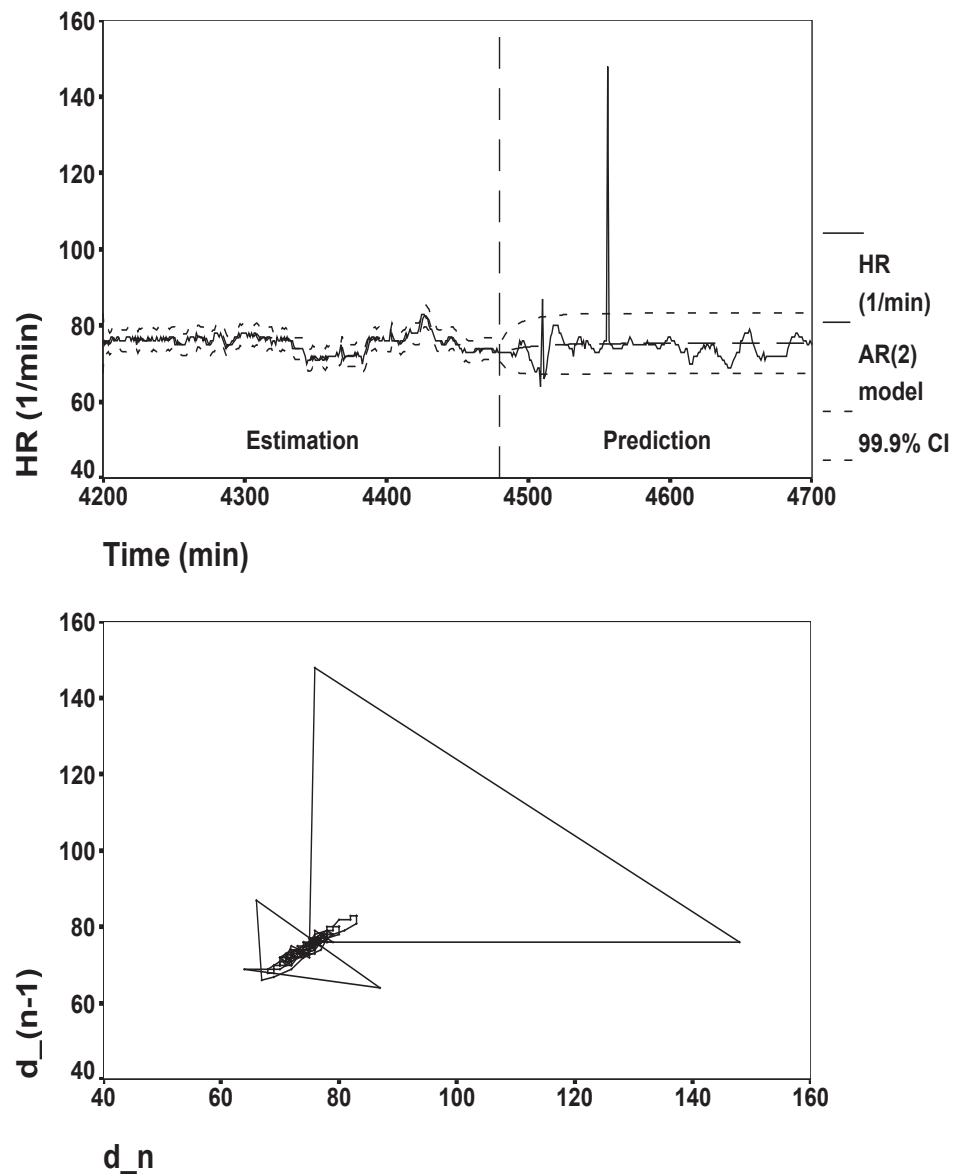 160
140
120
100
80
60
40
HR (1/min)
Estimation
Prediction
4200
4300
4400
4500
4600
4700
Time (min)
HR
(1/min)
AR(2)
model
99.9% CI
160
140
120
100
80
60
40
d_(n-1)
40
60
80
100
120
140
160
d_n